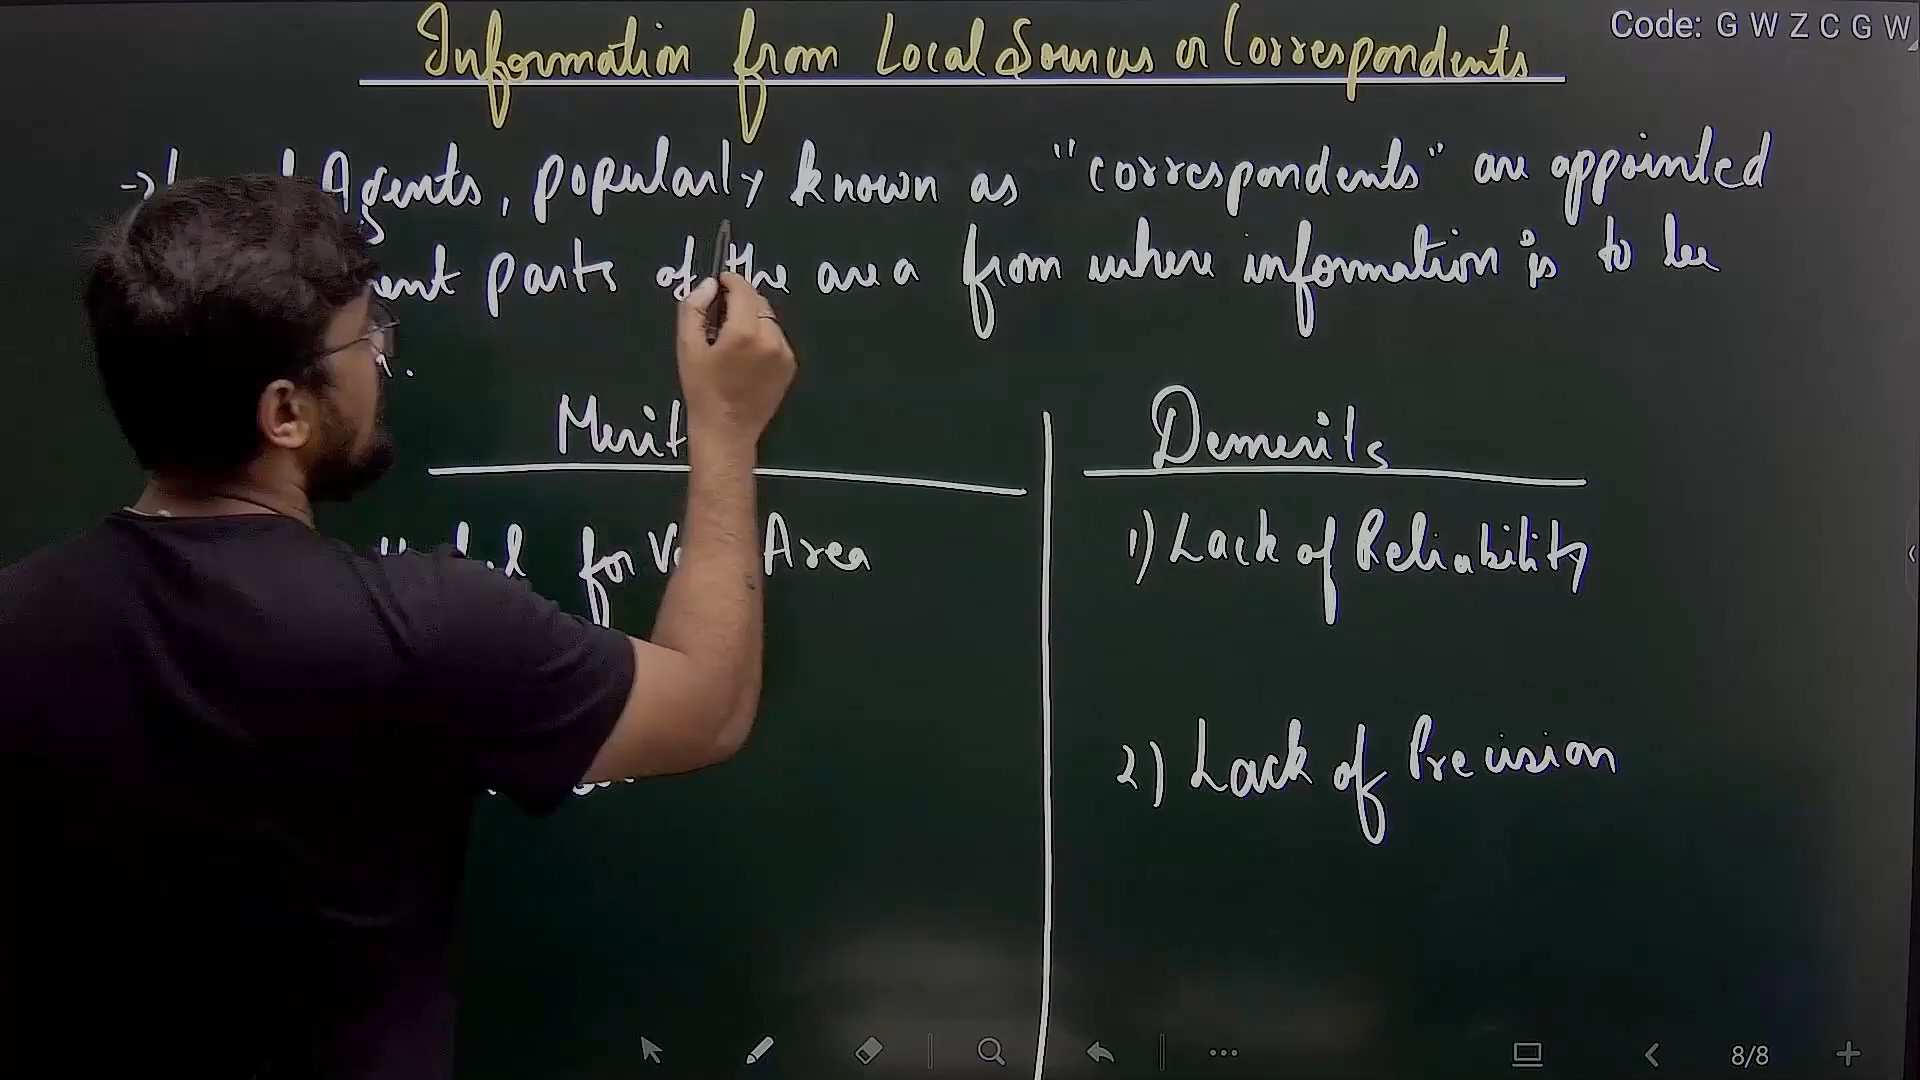 Code: G W Z C G W
Information from Local Sources or Correspondents
Agents, popularly known as "correspondents" are appointed
parts of the area from where information is to be
Merit
Demerits
for Area
1) Lack of Reliability
2) Lack of Precision
8/8